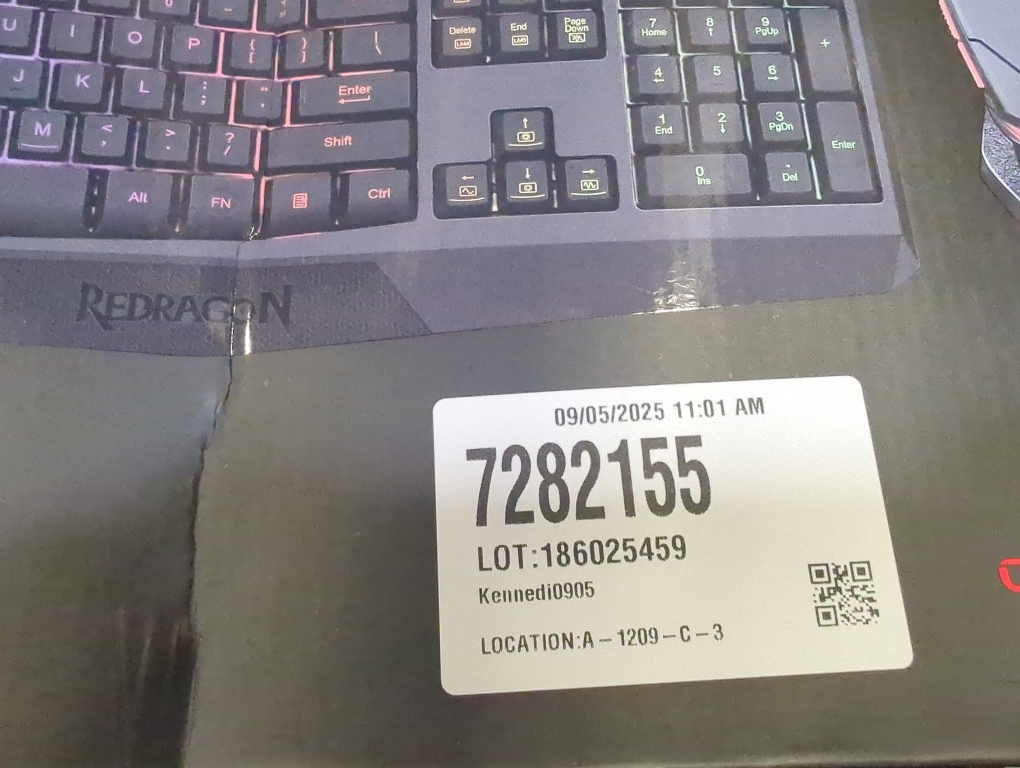 U I O P { [ } ] | \
Delete End Page Down
7 Home 8 ↑ 9 PgUp +
J K L : ; " ' Enter
4 ← 5 6 →
M < , > . ? / Shift
↑
1 End 2 ↓ 3 PgDn Enter
Alt FN Ctrl
← ↓ →
0 Ins . Del
REDRAGON
09/05/2025 11:01 AM
7282155
LOT:186025459
Kennedi0905
LOCATION:A-1209-C-3